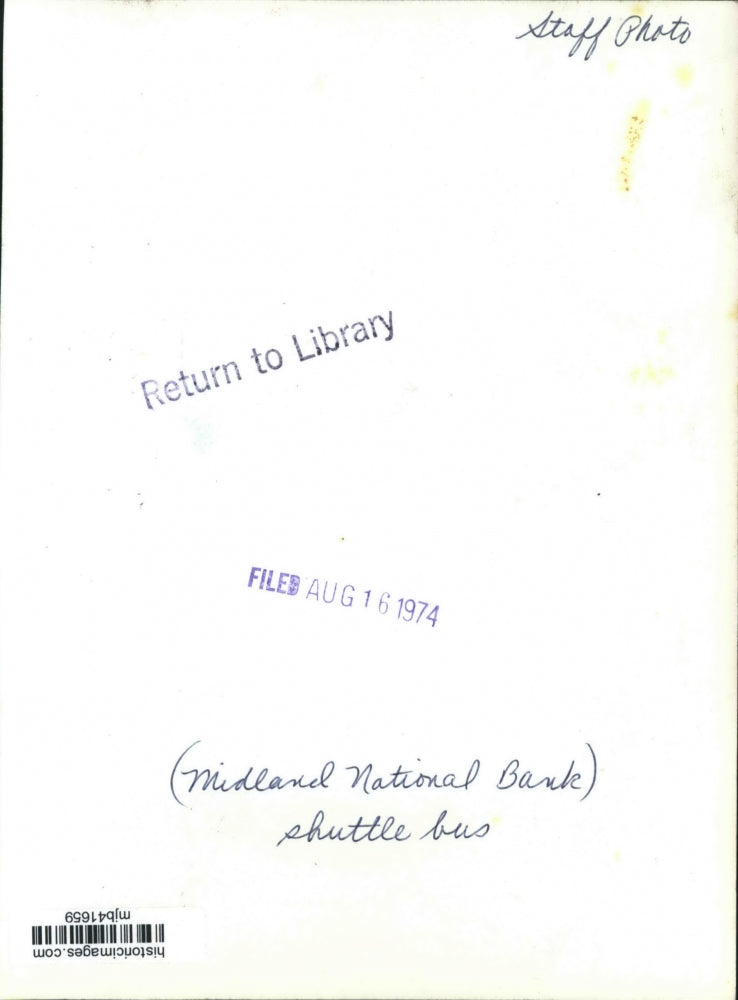 Staff Photo
Return to Library
FILED AUG 16 1974
(Midland National Bank)
shuttle bus
historicimages.com
mjb41659